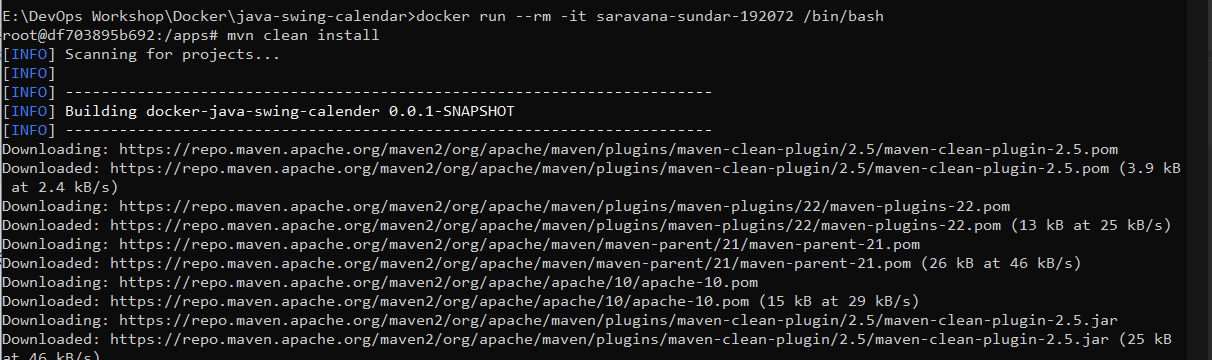 E:\DevOps Workshop\Docker\java-swing-calendar>docker run --rm -it saravana-sundar-192072 /bin/bash
root@df703895b692:/apps# mvn clean install
[INFO] Scanning for projects...
[INFO]
[INFO] ------------------------------------------------------------------------
[INFO] Building docker-java-swing-calender 0.0.1-SNAPSHOT
[INFO] ------------------------------------------------------------------------
Downloading: https://repo.maven.apache.org/maven2/org/apache/maven/plugins/maven-clean-plugin/2.5/maven-clean-plugin-2.5.pom
Downloaded: https://repo.maven.apache.org/maven2/org/apache/maven/plugins/maven-clean-plugin/2.5/maven-clean-plugin-2.5.pom (3.9 kB
 at 2.4 kB/s)
Downloading: https://repo.maven.apache.org/maven2/org/apache/maven/plugins/maven-plugins/22/maven-plugins-22.pom
Downloaded: https://repo.maven.apache.org/maven2/org/apache/maven/plugins/maven-plugins/22/maven-plugins-22.pom (13 kB at 25 kB/s)
Downloading: https://repo.maven.apache.org/maven2/org/apache/maven/maven-parent/21/maven-parent-21.pom
Downloaded: https://repo.maven.apache.org/maven2/org/apache/maven/maven-parent/21/maven-parent-21.pom (26 kB at 46 kB/s)
Downloading: https://repo.maven.apache.org/maven2/org/apache/apache/10/apache-10.pom
Downloaded: https://repo.maven.apache.org/maven2/org/apache/apache/10/apache-10.pom (15 kB at 29 kB/s)
Downloading: https://repo.maven.apache.org/maven2/org/apache/maven/plugins/maven-clean-plugin/2.5/maven-clean-plugin-2.5.jar
Downloaded: https://repo.maven.apache.org/maven2/org/apache/maven/plugins/maven-clean-plugin/2.5/maven-clean-plugin-2.5.jar (25 kB
at 46 kB/s)